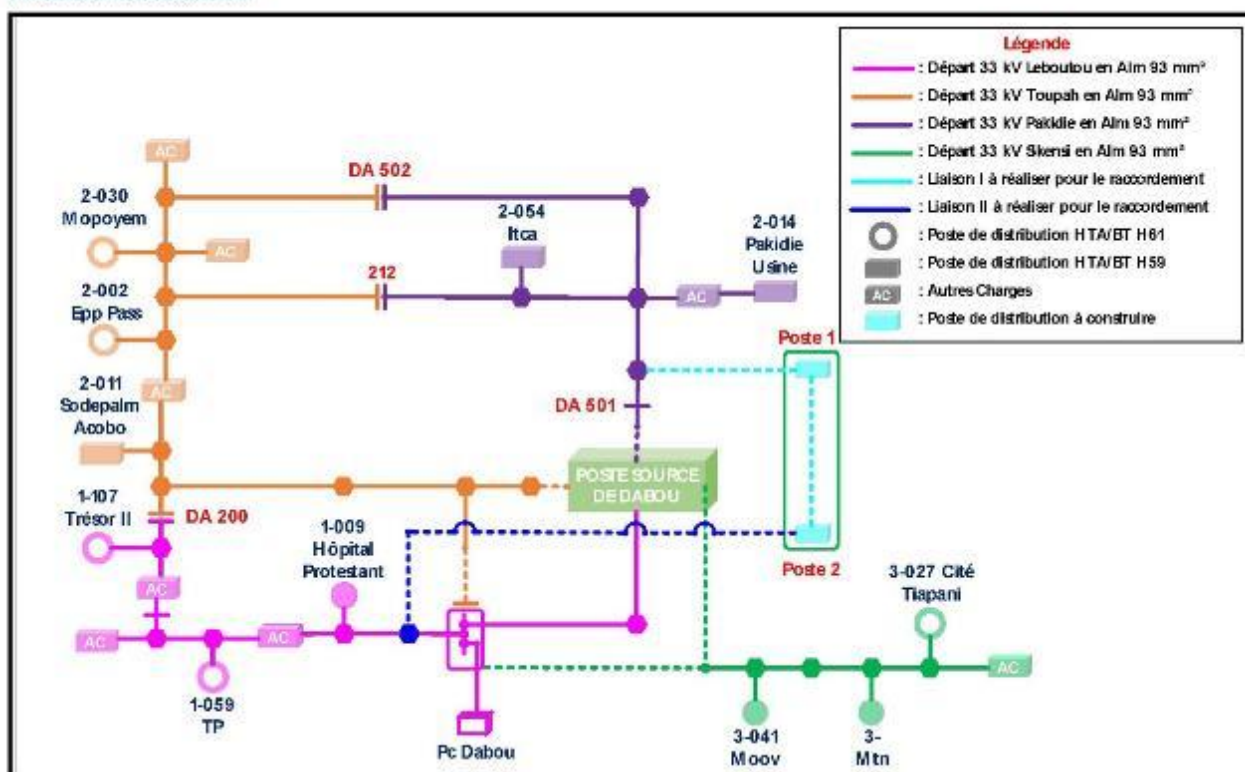 Légende
: Départ 33 kV Leboutou en Alm 93 mm²
: Départ 33 kV Toupah en Alm 93 mm²
: Départ 33 kV Pakidie en Alm 93 mm²
: Départ 33 kV Skensi en Alm 93 mm²
: Liaison I à réaliser pour le raccordement
: Liaison II à réaliser pour le raccordement
: Poste de distribution HTA/BT H61
: Poste de distribution HTA/BT H59
AC : Autres Charges
: Poste de distribution à construire
AC
DA 502
2-030
Mopoyem
AC
2-054
Itca
2-014
Pakidie
Usine
212
AC
2-002
Epp Pass
Poste 1
2-011
Sodepalm
Acobo
AC
DA 501
POSTE SOURCE
DE DABOU
1-107
Trésor II
DA 200
1-009
Hôpital
Protestant
Poste 2
3-027 Cité
Tiapani
AC
AC
AC
AC
1-059
TP
Pc Dabou
3-041
Moov
3-
Mtn